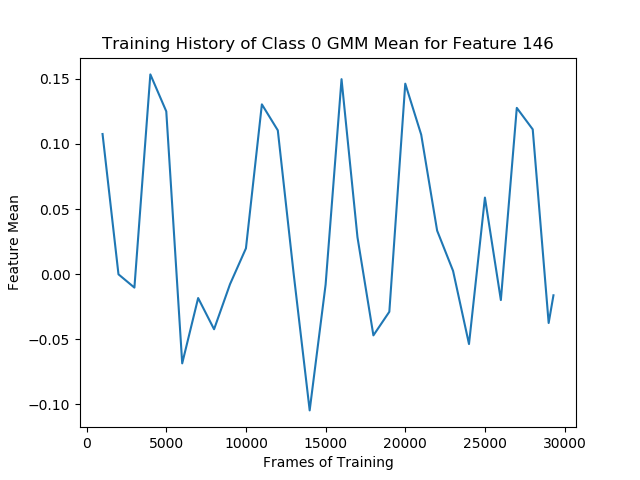 Training History of Class 0 GMM Mean for Feature 146
0.15
0.10
0.05
0.00
−0.05
−0.10
Feature Mean
0 5000 10000 15000 20000 25000 30000
Frames of Training